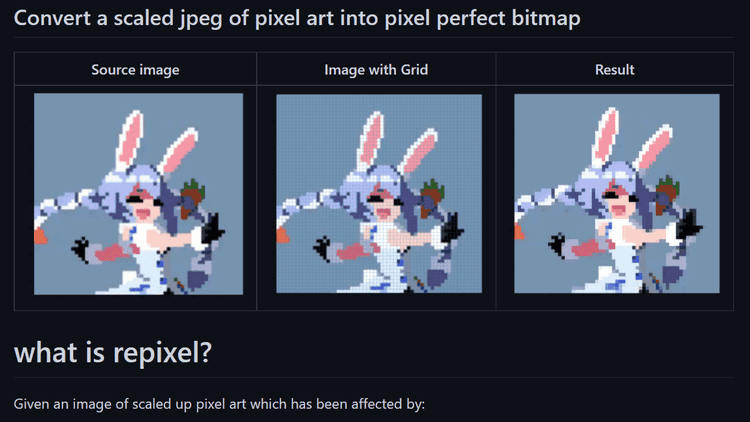 Convert a scaled jpeg of pixel art into pixel perfect bitmap
Source image
Image with Grid
Result
what is repixel?
Given an image of scaled up pixel art which has been affected by: